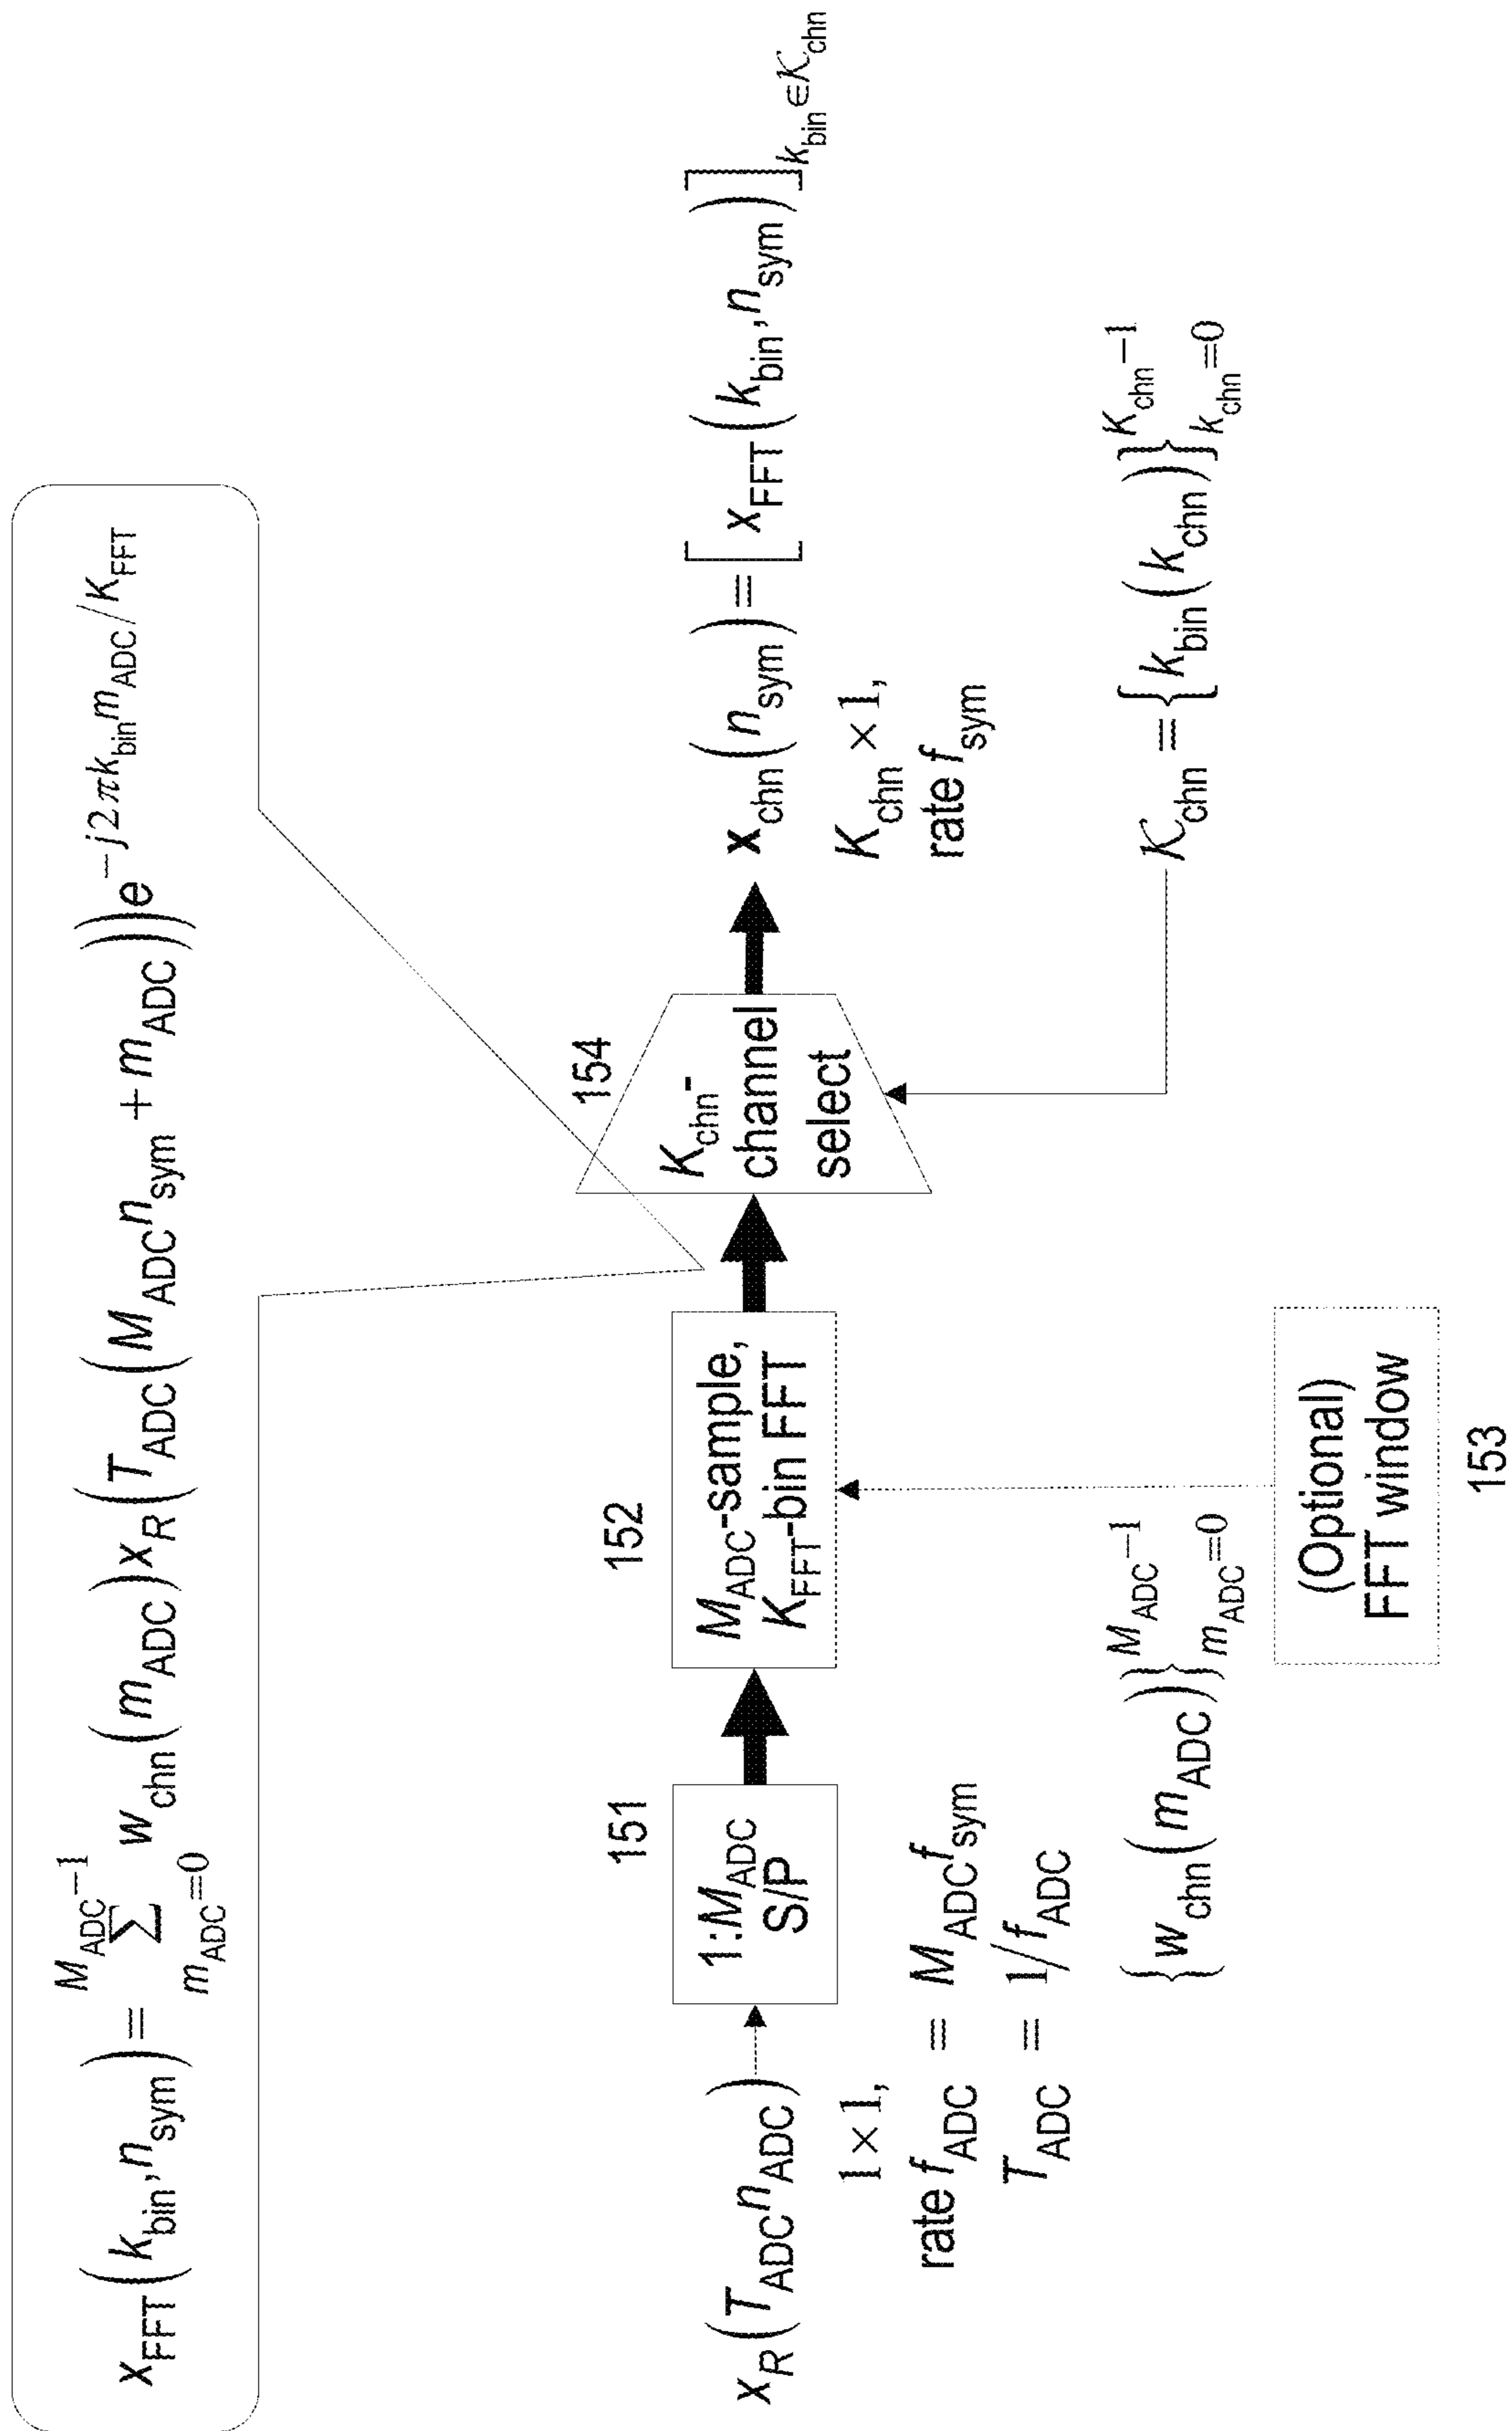 x_FFT(k_bin, n_sym) = Σ_{m_ADC=0}^{M_ADC−1} w_chn(m_ADC) x_R(T_ADC(M_ADC n_sym + m_ADC)) e^{−j2πk_bin m_ADC/K_FFT}
x_R(T_ADC n_ADC)
1×1,
rate f_ADC = M_ADC f_sym
T_ADC = 1/f_ADC
151
1:M_ADC
S/P
152
M_ADC-sample,
K_FFT-bin FFT
{w_chn(m_ADC)}_{m_ADC=0}^{M_ADC−1}
(Optional)
FFT window
153
154
K_chn-
channel
select
x_chn(n_sym) = [x_FFT(k_bin, n_sym)]_{k_bin∈𝒦_chn}
K_chn×1,
rate f_sym
𝒦_chn = {k_bin(k_chn)}_{k_chn=0}^{K_chn−1}